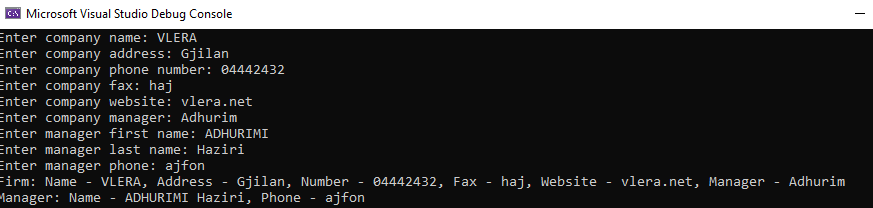 Microsoft Visual Studio Debug Console
Enter company name: VLERA
Enter company address: Gjilan
Enter company phone number: 04442432
Enter company fax: haj
Enter company website: vlera.net
Enter company manager: Adhurim
Enter manager first name: ADHURIMI
Enter manager last name: Haziri
Enter manager phone: ajfon
Firm: Name - VLERA, Address - Gjilan, Number - 04442432, Fax - haj, Website - vlera.net, Manager - Adhurim
Manager: Name - ADHURIMI Haziri, Phone - ajfon